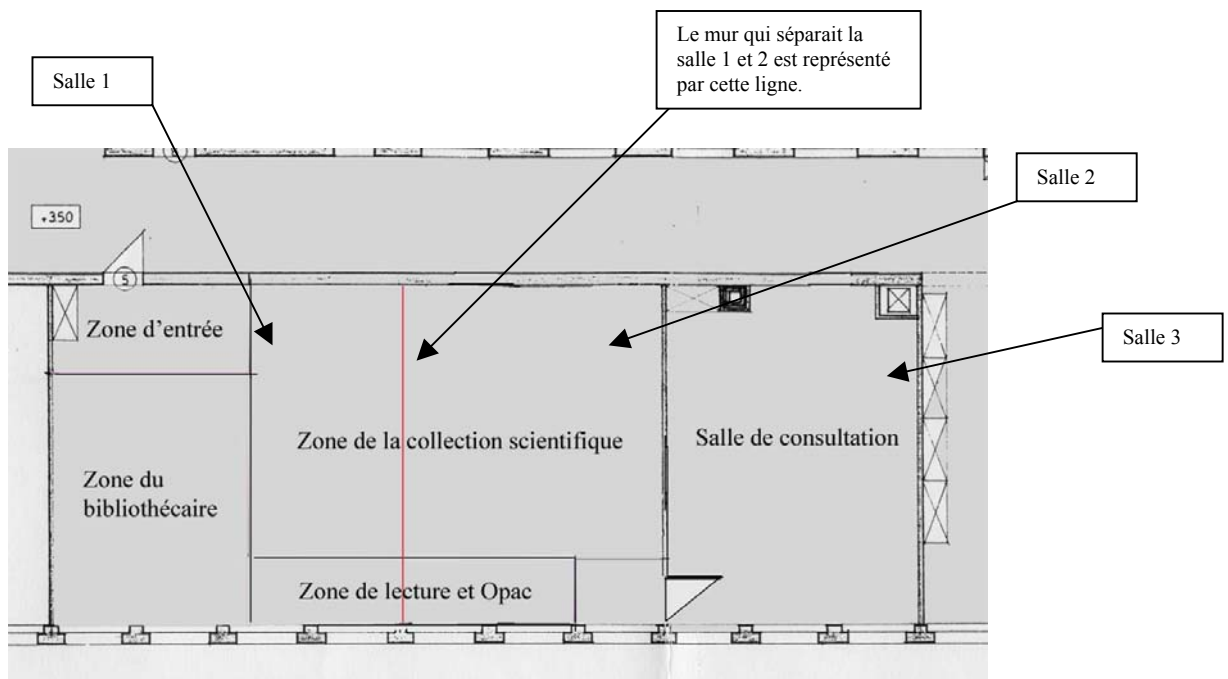 Le mur qui séparait la
salle 1 et 2 est représenté
par cette ligne.
Salle 1
Salle 2
+350
5
Salle 3
Zone d'entrée
Zone de la collection scientifique
Salle de consultation
Zone du
bibliothécaire
Zone de lecture et Opac